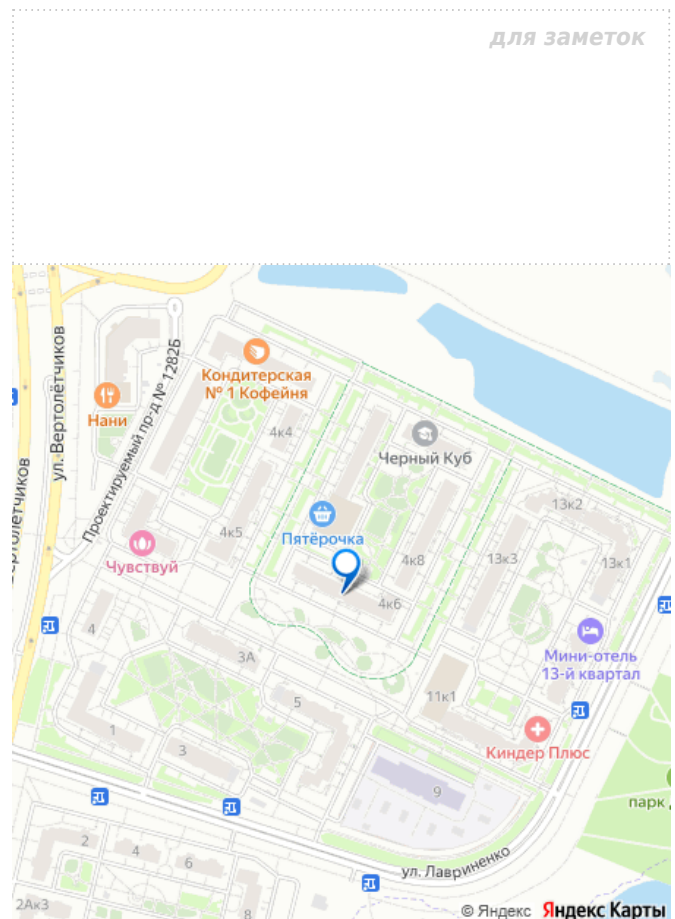 для заметок
ул. Вертолётчиков
Проектируемый пр-д № 12826
Кондитерская
№ 1 Кофейня
Нани
4к4
Черный Куб
Пятёрочка
4к5
Чувствуй
13к2
13к3
13к1
4к8
4к6
4
3А
Мини-отель
13-й квартал
11к1
5
1
3
Киндер Плюс
9
парк
ул. Лавриненко
2
4
6
8
2Ак3
© Яндекс Яндекс Карты